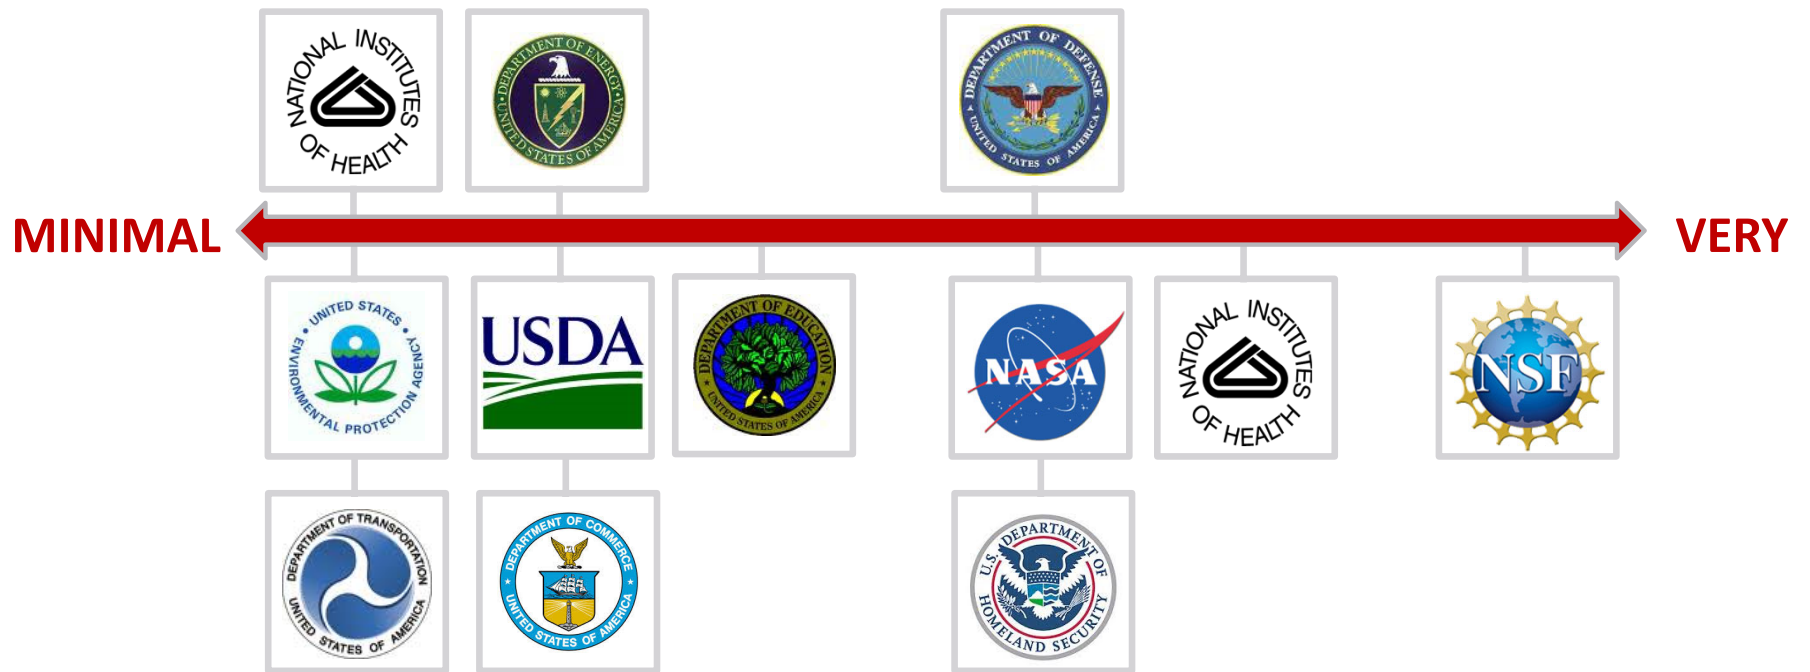 NATIONAL INSTITUTES OF HEALTH
DEPARTMENT OF ENERGY
UNITED STATES OF AMERICA
DEPARTMENT OF DEFENSE
UNITED STATES OF AMERICA
MINIMAL
VERY
UNITED STATES
ENVIRONMENTAL PROTECTION AGENCY
USDA
DEPARTMENT OF EDUCATION
UNITED STATES OF AMERICA
NASA
NATIONAL INSTITUTES OF HEALTH
NSF
DEPARTMENT OF TRANSPORTATION
UNITED STATES OF AMERICA
DEPARTMENT OF COMMERCE
UNITED STATES OF AMERICA
U.S. DEPARTMENT OF
HOMELAND SECURITY